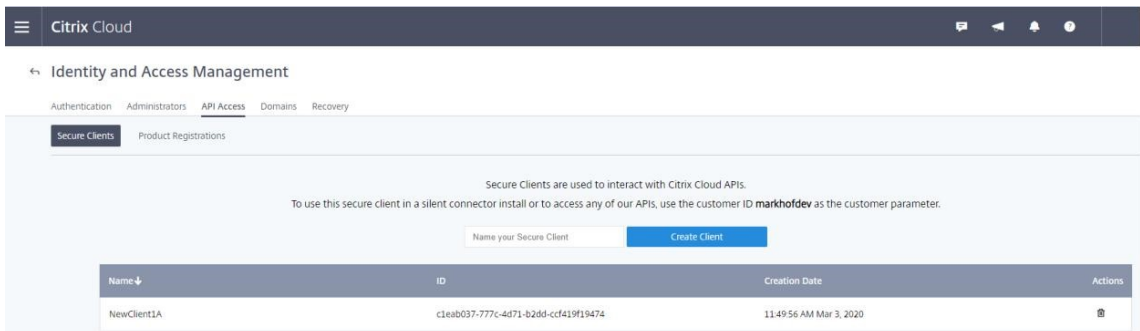 Citrix Cloud
Identity and Access Management
Authentication Administrators API Access Domains Recovery
Secure Clients Product Registrations
Secure Clients are used to interact with Citrix Cloud APIs.
To use this secure client in a silent connector install or to access any of our APIs, use the customer ID markhofdev as the customer parameter.
Name your Secure Client Create Client
Name ID Creation Date Actions
NewClient1A c1eab037-777c-4d71-b2dd-ccf419f19474 11:49:56 AM Mar 3, 2020